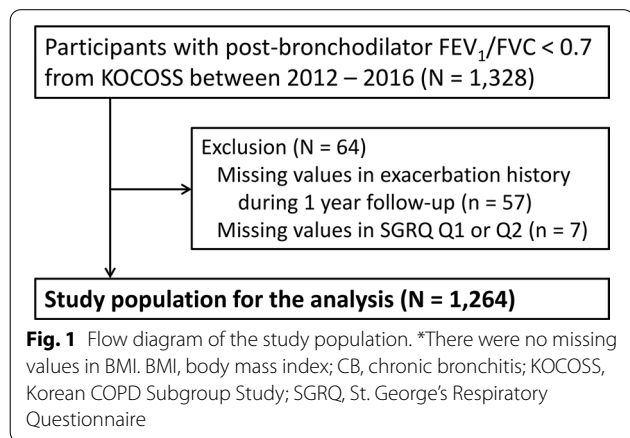 Participants with post-bronchodilator FEV₁/FVC < 0.7
from KOCOSS between 2012 – 2016 (N = 1,328)
Exclusion (N = 64)
Missing values in exacerbation history
during 1 year follow-up (n = 57)
Missing values in SGRQ Q1 or Q2 (n = 7)
Study population for the analysis (N = 1,264)
Fig. 1 Flow diagram of the study population. *There were no missing
values in BMI. BMI, body mass index; CB, chronic bronchitis; KOCOSS,
Korean COPD Subgroup Study; SGRQ, St. George’s Respiratory
Questionnaire